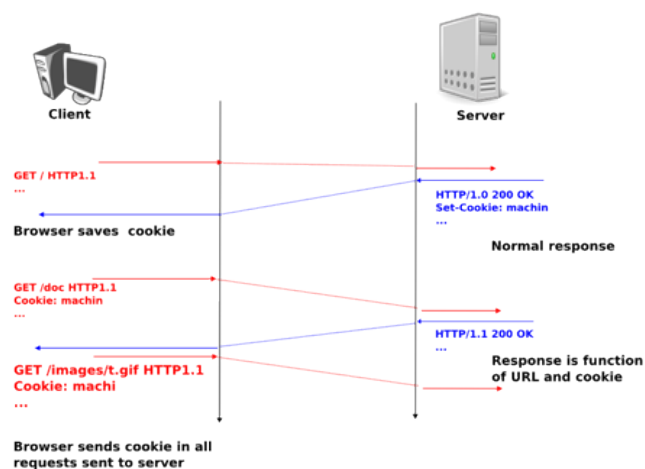 Client
Server
GET / HTTP1.1
...
HTTP/1.0 200 OK
Set-Cookie: machin
...
Browser saves  cookie
Normal response
GET /doc HTTP1.1
Cookie: machin
...
HTTP/1.1 200 OK
...
GET /images/t.gif HTTP1.1
Cookie: machi
...
Response is function
of URL and cookie
Browser sends cookie in all
requests sent to server